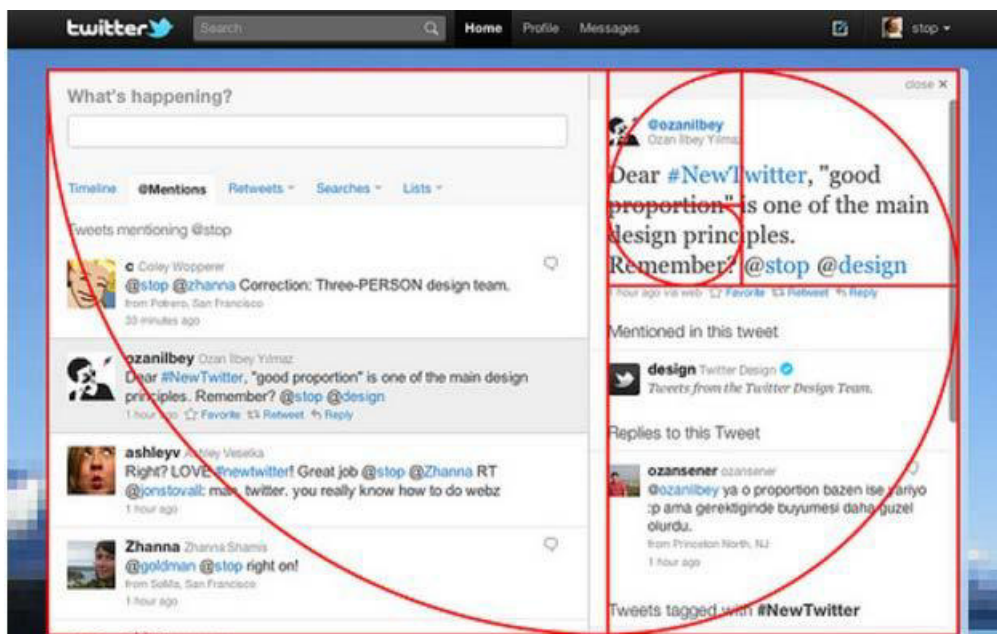 twitter
Search
Home Profile Messages
stop
What's happening?
Timeline @Mentions Retweets Searches Lists
Tweets mentioning @stop
c Coley Wopperer
@stop @zhanna Correction: Three-PERSON design team.
from Potrero, San Francisco
33 minutes ago
ozanilbey Ozan Ilbey Yılmaz
Dear #NewTwitter, "good proportion" is one of the main design
principles. Remember? @stop @design
1 hour ago Favorite Retweet Reply
ashleyv Ashley Veselka
Right? LOVE #newtwitter! Great job @stop @Zhanna RT
@jonstovall: man, twitter. you really know how to do webz
1 hour ago
Zhanna Zhanna Shamis
@goldman @stop right on!
from SoMa, San Francisco
1 hour ago
close X
@ozanilbey
Ozan Ilbey Yılmaz
Dear #NewTwitter, "good
proportion" is one of the main
design principles.
Remember? @stop @design
1 hour ago via web Favorite Retweet Reply
Mentioned in this tweet
design Twitter Design
Tweets from the Twitter Design Team.
Replies to this Tweet
ozansener ozansener
@ozanilbey ya o proportion bazen ise yariyo
:p ama gerektiginde buyumesi daha guzel
olurdu.
from Princeton North, NJ
1 hour ago
Tweets tagged with #NewTwitter